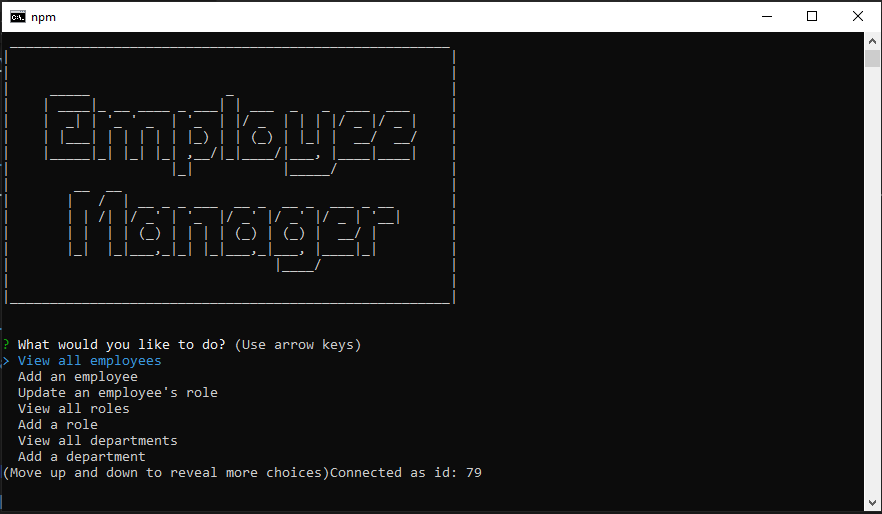 npm
Employee
Manager
? What would you like to do? (Use arrow keys)
> View all employees
Add an employee
Update an employee's role
View all roles
Add a role
View all departments
Add a department
(Move up and down to reveal more choices)Connected as id: 79